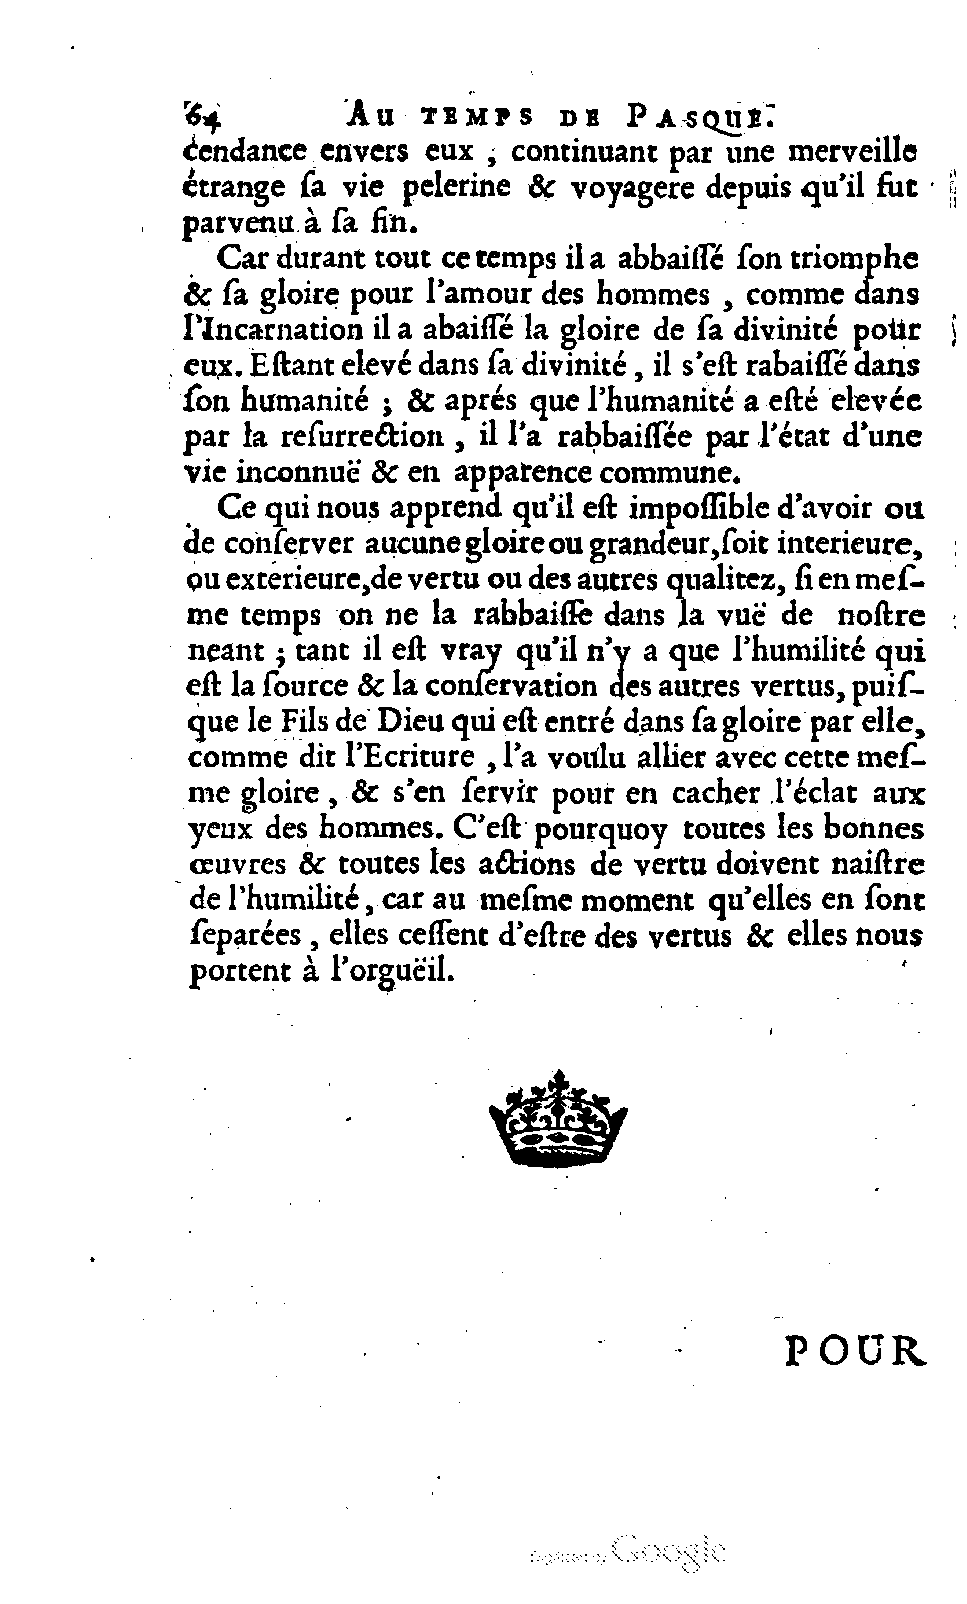 64 AU TEMPS DE PASQUE.
cendance envers eux , continuant par une merveille
étrange ſa vie pelerine & voyagere depuis qu'il fut
parvenu à ſa fin.
Car durant tout ce temps il a abbaiſſé ſon triomphe
& ſa gloire pour l'amour des hommes , comme dans
l'Incarnation il a abaiſſé la gloire de ſa divinité pour
eux. Eſtant elevé dans ſa divinité , il s'eſt rabaiſſé dans
ſon humanité ; & aprés que l'humanité a eſté elevée
par la reſurrection , il l'a rabbaiſſée par l'état d'une
vie inconnuë & en apparence commune.
Ce qui nous apprend qu'il eſt impoſſible d'avoir ou
de conſerver aucune gloire ou grandeur, ſoit interieure,
ou exterieure, de vertu ou des autres qualitez, ſi en meſ-
me temps on ne la rabbaiſſe dans la vuë de noſtre
neant ; tant il eſt vray qu'il n'y a que l'humilité qui
eſt la ſource & la conſervation des autres vertus, puiſ-
que le Fils de Dieu qui eſt entré dans ſa gloire par elle,
comme dit l'Ecriture , l'a voulu allier avec cette meſ-
me gloire , & s'en ſervir pour en cacher l'éclat aux
yeux des hommes. C'eſt pourquoy toutes les bonnes
œuvres & toutes les actions de vertu doivent naiſtre
de l'humilité, car au meſme moment qu'elles en ſont
ſeparées , elles ceſſent d'eſtre des vertus & elles nous
portent à l'orguëil.
POUR
Digitized by Google